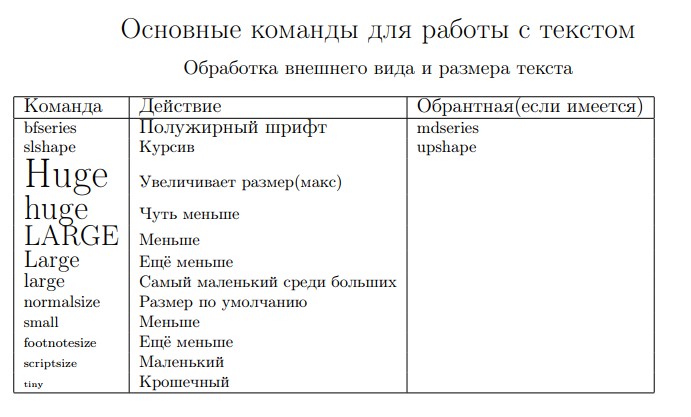 Основные команды для работы с текстом
Обработка внешнего вида и размера текста
Команда Действие Обрантная(если имеется)
bfseries Полужирный шрифт mdseries
slshape Курсив upshape
Huge Увеличивает размер(макс)
huge Чуть меньше
LARGE Меньше
Large Ещё меньше
large Самый маленький среди больших
normalsize Размер по умолчанию
small Меньше
footnotesize Ещё меньше
scriptsize Маленький
tiny Крошечный